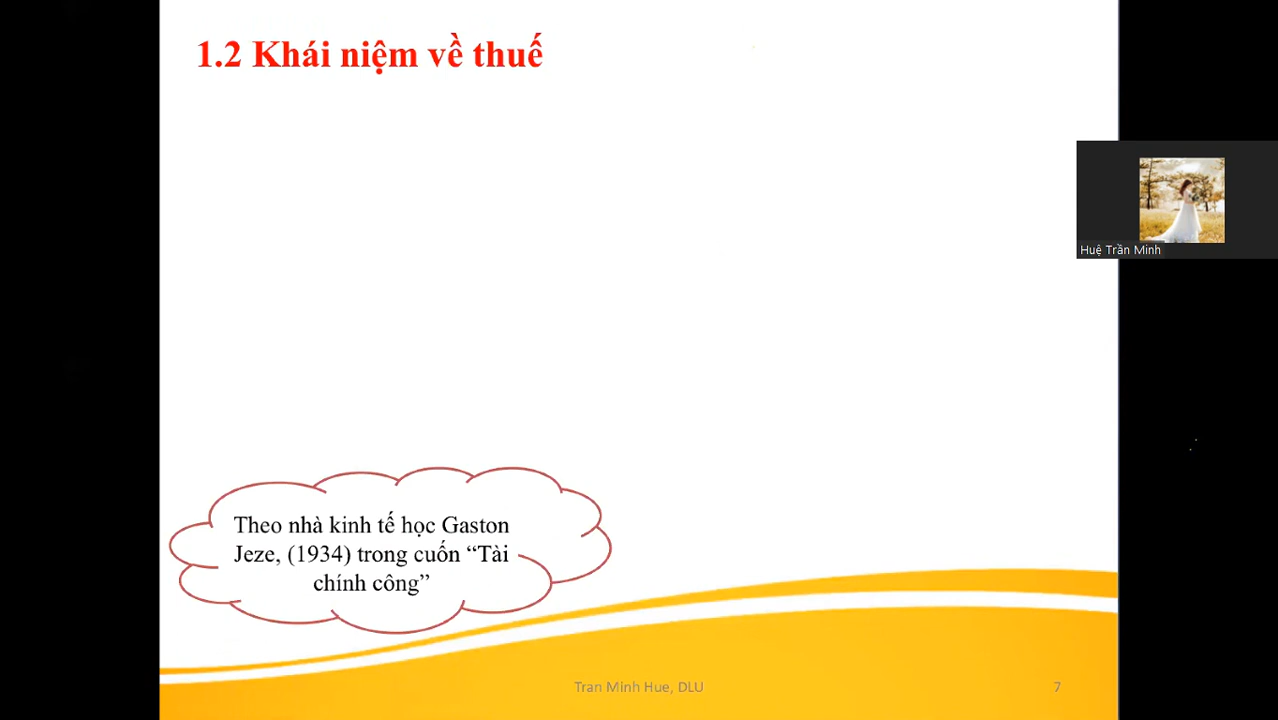 1.2 Khái niệm về thuế
Huệ Trần Minh
Theo nhà kinh tế học Gaston
Jeze, (1934) trong cuốn “Tài
chính công”
Tran Minh Hue, DLU
7